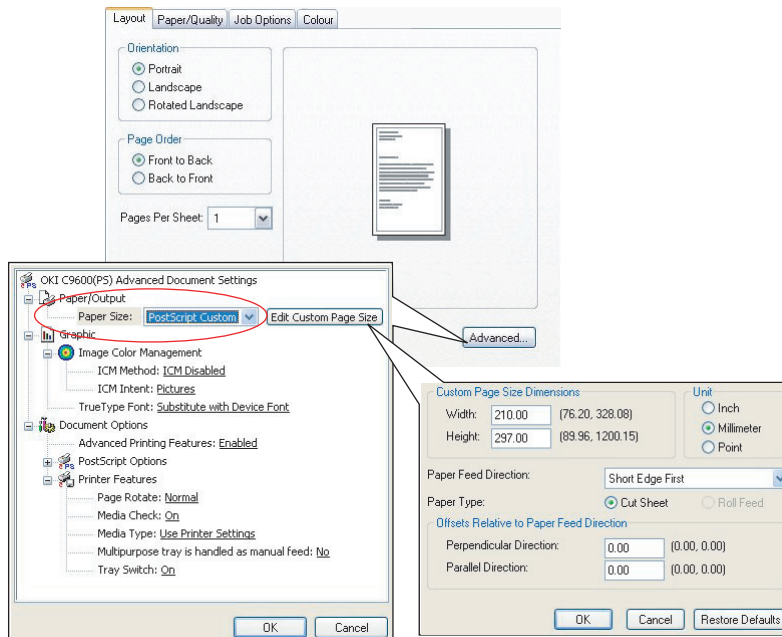 Layout Paper/Quality Job Options Colour
Orientation
Portrait
Landscape
Rotated Landscape
Page Order
Front to Back
Back to Front
Pages Per Sheet: 1
Advanced...
OKI C9600(PS) Advanced Document Settings
Paper/Output
Paper Size: PostScript Custom Edit Custom Page Size
Graphic
Image Color Management
ICM Method: ICM Disabled
ICM Intent: Pictures
TrueType Font: Substitute with Device Font
Document Options
Advanced Printing Features: Enabled
PostScript Options
Printer Features
Page Rotate: Normal
Media Check: On
Media Type: Use Printer Settings
Multipurpose tray is handled as manual feed: No
Tray Switch: On
OK Cancel
Custom Page Size Dimensions
Width: 210.00 (76.20, 328.08)
Height: 297.00 (89.96, 1200.15)
Unit
Inch
Millimeter
Point
Paper Feed Direction: Short Edge First
Paper Type: Cut Sheet Roll Feed
Offsets Relative to Paper Feed Direction
Perpendicular Direction: 0.00 (0.00, 0.00)
Parallel Direction: 0.00 (0.00, 0.00)
OK Cancel Restore Defaults